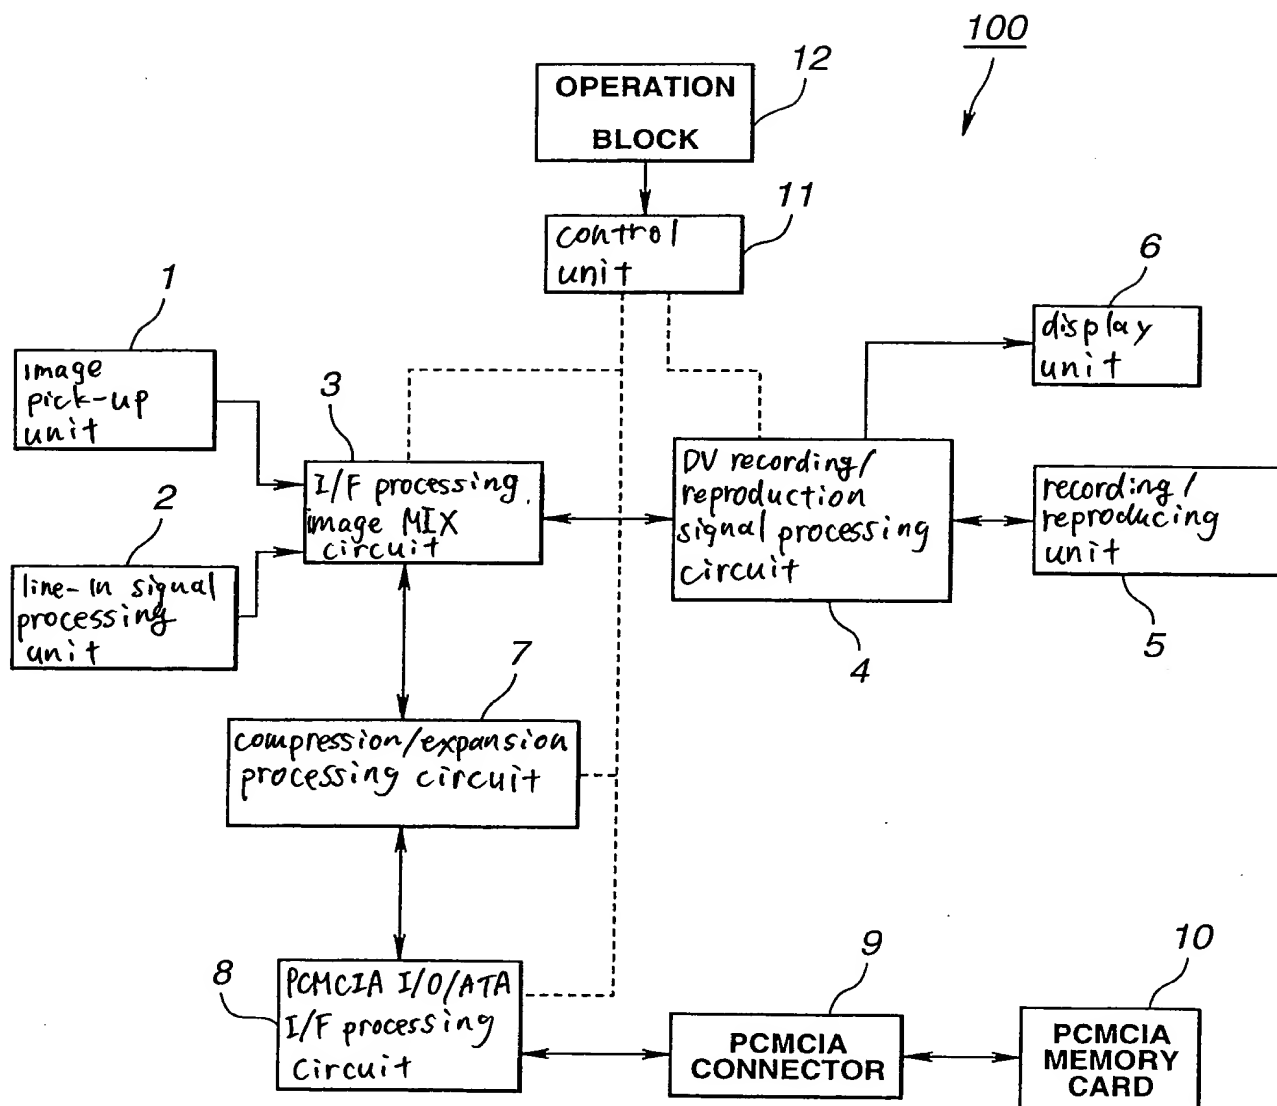 100
12
OPERATION
BLOCK
11
control
unit
1
image
pick-up
unit
6
display
unit
3
I/F processing.
image MIX
circuit
DV recording/
reproduction
signal processing
circuit
4
recording/
reproducing
unit
5
2
line-in signal
processing
unit
7
compression/expansion
processing circuit
8
PCMCIA I/O/ATA
I/F processing
circuit
9
PCMCIA
CONNECTOR
10
PCMCIA
MEMORY
CARD